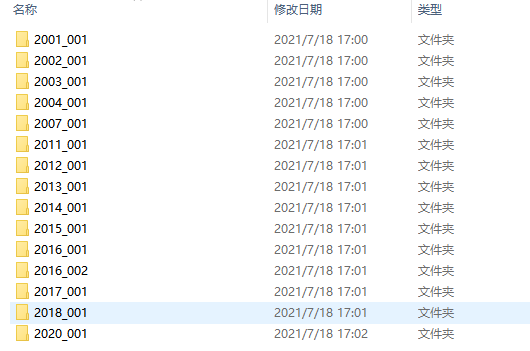 名称 修改日期 类型
2001_001 2021/7/18 17:00 文件夹
2002_001 2021/7/18 17:00 文件夹
2003_001 2021/7/18 17:00 文件夹
2004_001 2021/7/18 17:00 文件夹
2007_001 2021/7/18 17:00 文件夹
2011_001 2021/7/18 17:01 文件夹
2012_001 2021/7/18 17:01 文件夹
2013_001 2021/7/18 17:01 文件夹
2014_001 2021/7/18 17:01 文件夹
2015_001 2021/7/18 17:01 文件夹
2016_001 2021/7/18 17:01 文件夹
2016_002 2021/7/18 17:01 文件夹
2017_001 2021/7/18 17:01 文件夹
2018_001 2021/7/18 17:01 文件夹
2020_001 2021/7/18 17:02 文件夹